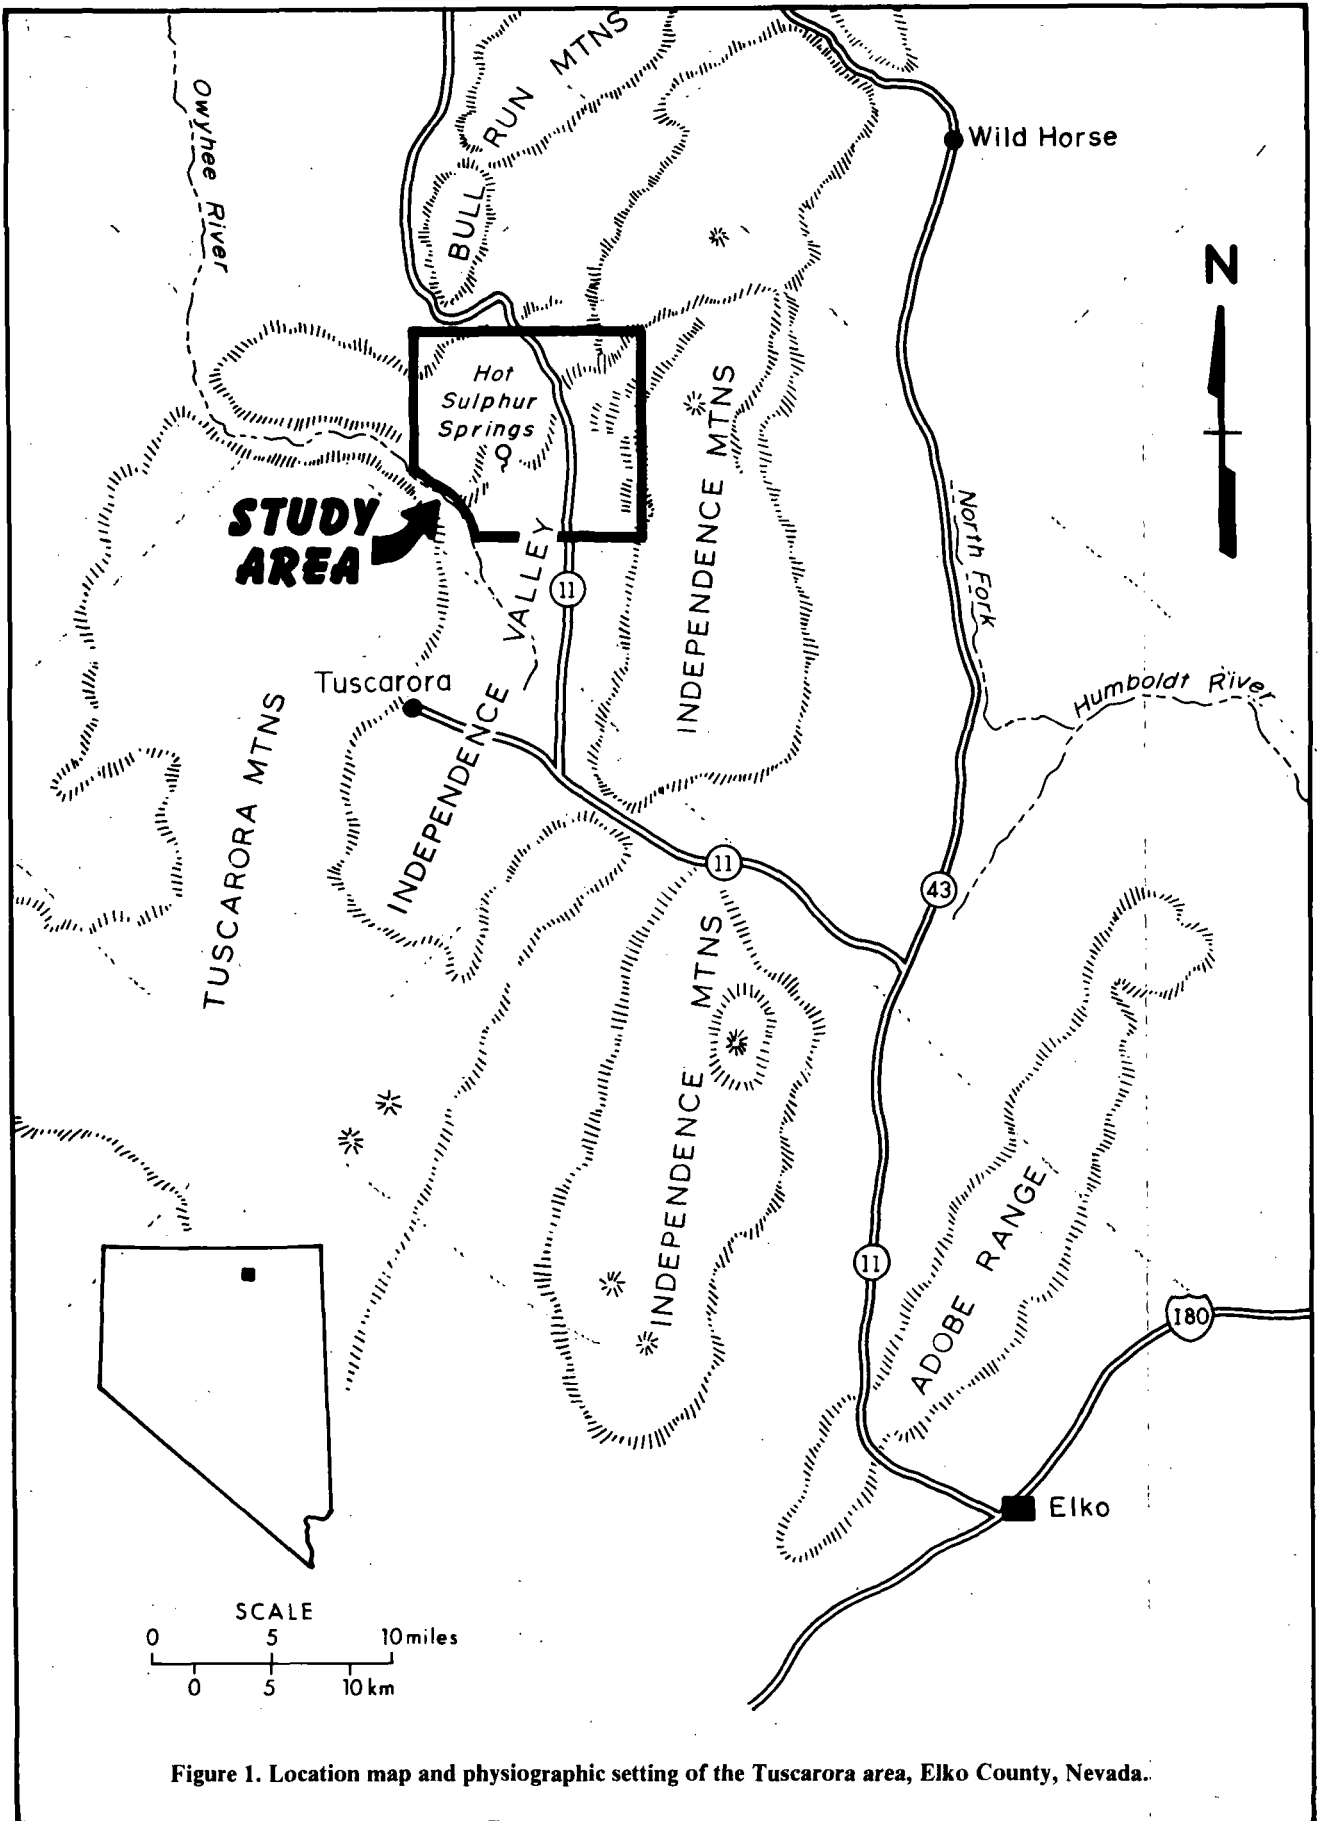 Owyhee River
BULL RUN MTNS
Wild Horse
N
Hot
Sulphur
Springs
STUDY
AREA
INDEPENDENCE MTNS
North Fork
INDEPENDENCE VALLEY
11
Tuscarora
Humboldt River
TUSCARORA MTNS
11
43
INDEPENDENCE MTNS
ADOBE RANGE
11
I80
Elko
SCALE
0 5 10 miles
0 5 10 km
Figure 1. Location map and physiographic setting of the Tuscarora area, Elko County, Nevada.